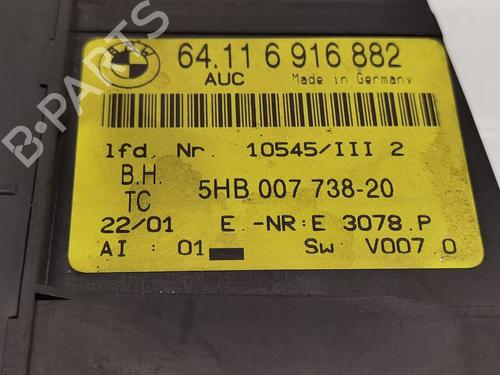 BMW
64.11 6 916 882
AUC Made in Germany
lfd. Nr. 10545/III 2
B.H.
TC 5HB 007 738-20
22/01 E.-NR:E 3078.P
AI : 01 Sw V007.0
B-PARTS